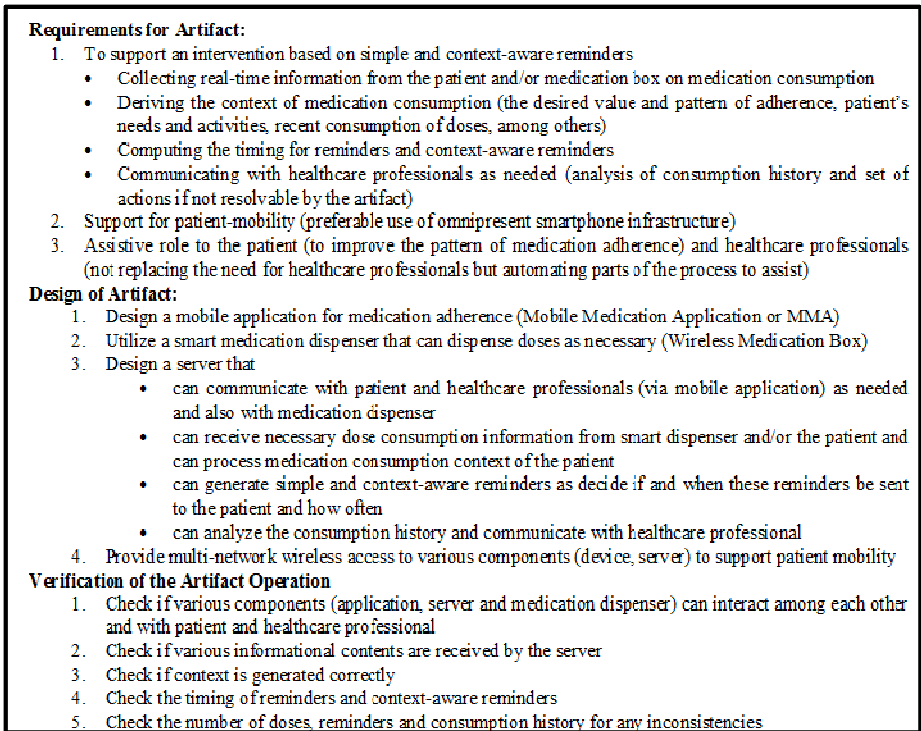 Requirements for Artifact:
1. To support an intervention based on simple and context-aware reminders
• Collecting real-time information from the patient and/or medication box on medication consumption
• Deriving the context of medication consumption (the desired value and pattern of adherence, patient's
needs and activities, recent consumption of doses, among others)
• Computing the timing for reminders and context-aware reminders
• Communicating with healthcare professionals as needed (analysis of consumption history and set of
actions if not resolvable by the artifact)
2. Support for patient-mobility (preferable use of omnipresent smartphone infrastructure)
3. Assistive role to the patient (to improve the pattern of medication adherence) and healthcare professionals
(not replacing the need for healthcare professionals but automating parts of the process to assist)
Design of Artifact:
1. Design a mobile application for medication adherence (Mobile Medication Application or MMA)
2. Utilize a smart medication dispenser that can dispense doses as necessary (Wireless Medication Box)
3. Design a server that
• can communicate with patient and healthcare professionals (via mobile application) as needed
and also with medication dispenser
• can receive necessary dose consumption information from smart dispenser and/or the patient and
can process medication consumption context of the patient
• can generate simple and context-aware reminders as decide if and when these reminders be sent
to the patient and how often
• can analyze the consumption history and communicate with healthcare professional
4. Provide multi-network wireless access to various components (device, server) to support patient mobility
Verification of the Artifact Operation
1. Check if various components (application, server and medication dispenser) can interact among each other
and with patient and healthcare professional
2. Check if various informational contents are received by the server
3. Check if context is generated correctly
4. Check the timing of reminders and context-aware reminders
5. Check the number of doses, reminders and consumption history for any inconsistencies